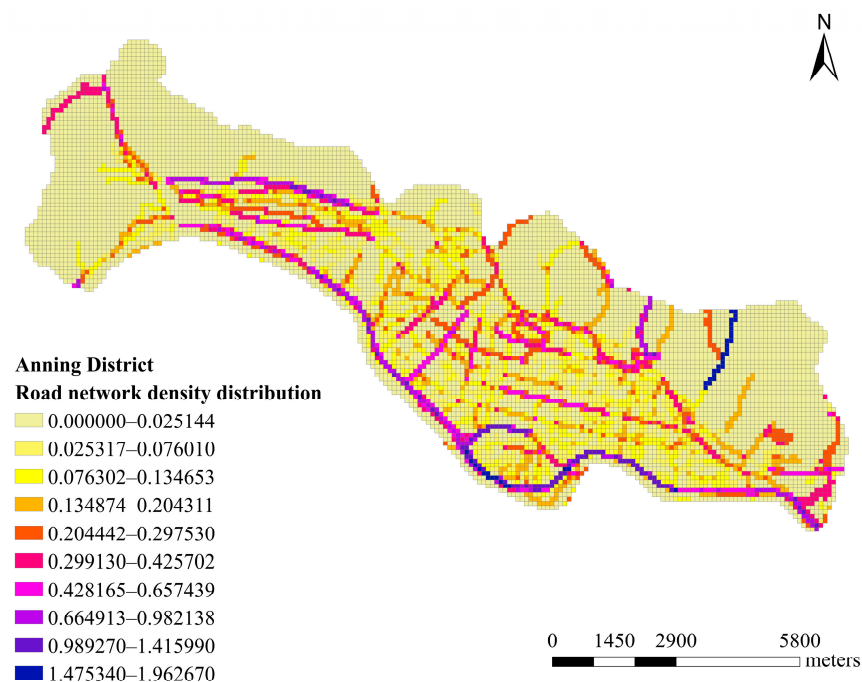 N
Anning District
Road network density distribution
0.000000–0.025144
0.025317–0.076010
0.076302–0.134653
0.134874 0.204311
0.204442–0.297530
0.299130–0.425702
0.428165–0.657439
0.664913–0.982138
0.989270–1.415990
1.475340–1.962670
0 1450 2900 5800
meters